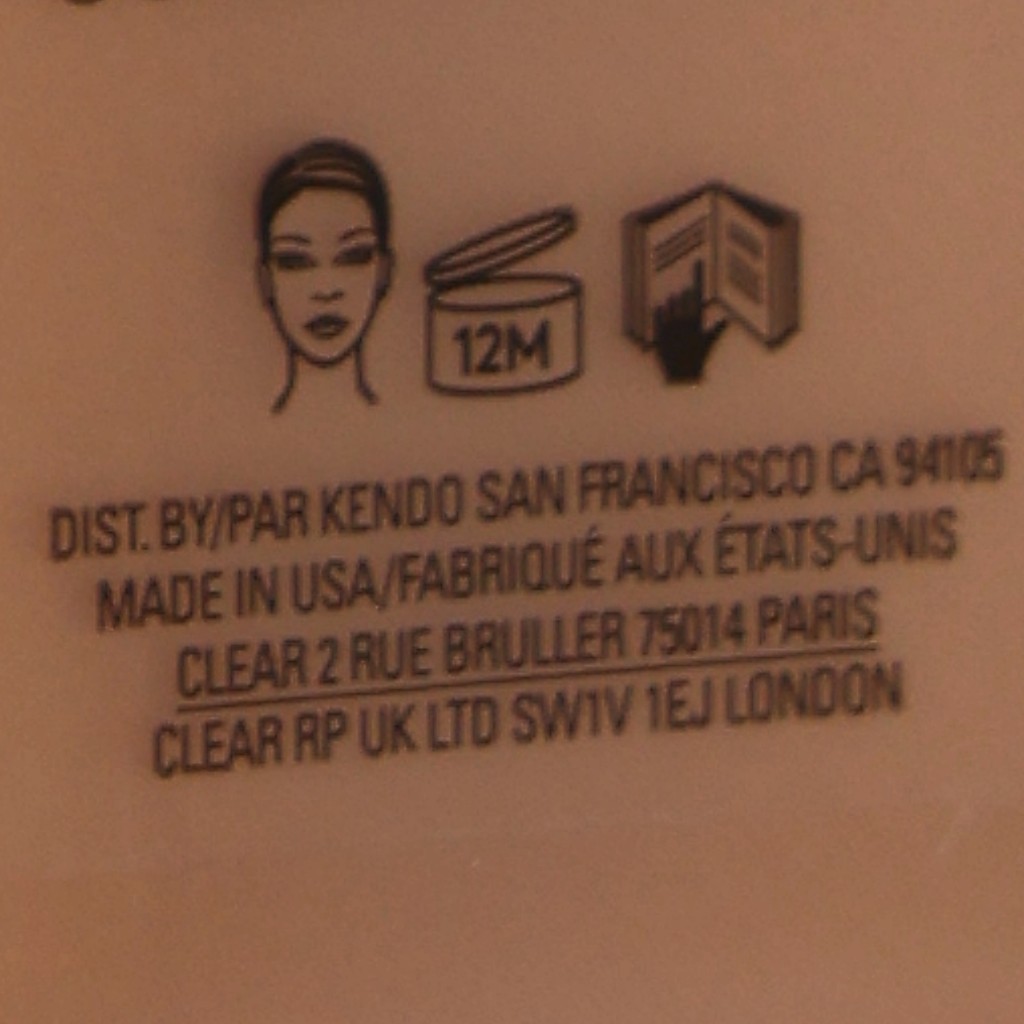 12M
DIST. BY/PAR KENDO SAN FRANCISCO CA 94105
MADE IN USA/FABRIQUÉ AUX ÉTATS-UNIS
CLEAR 2 RUE BRULLER 75014 PARIS
CLEAR RP UK LTD SW1V 1EJ LONDON